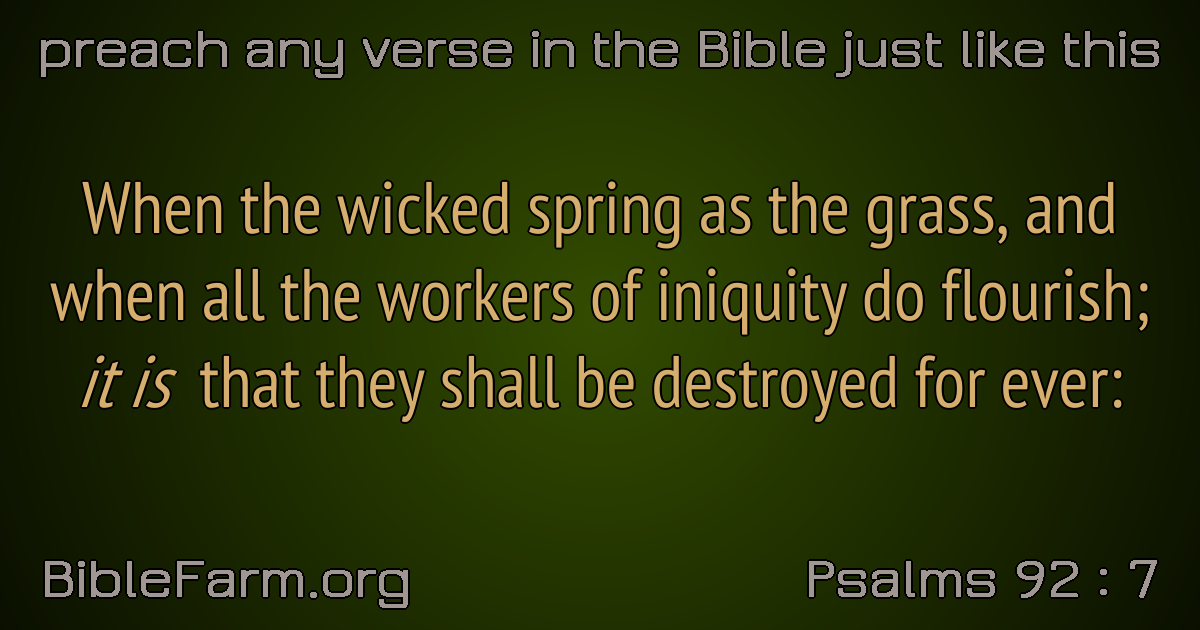 preach any verse in the Bible just like this
When the wicked spring as the grass, and
when all the workers of iniquity do flourish;
it is that they shall be destroyed for ever:
BibleFarm.org
Psalms 92 : 7